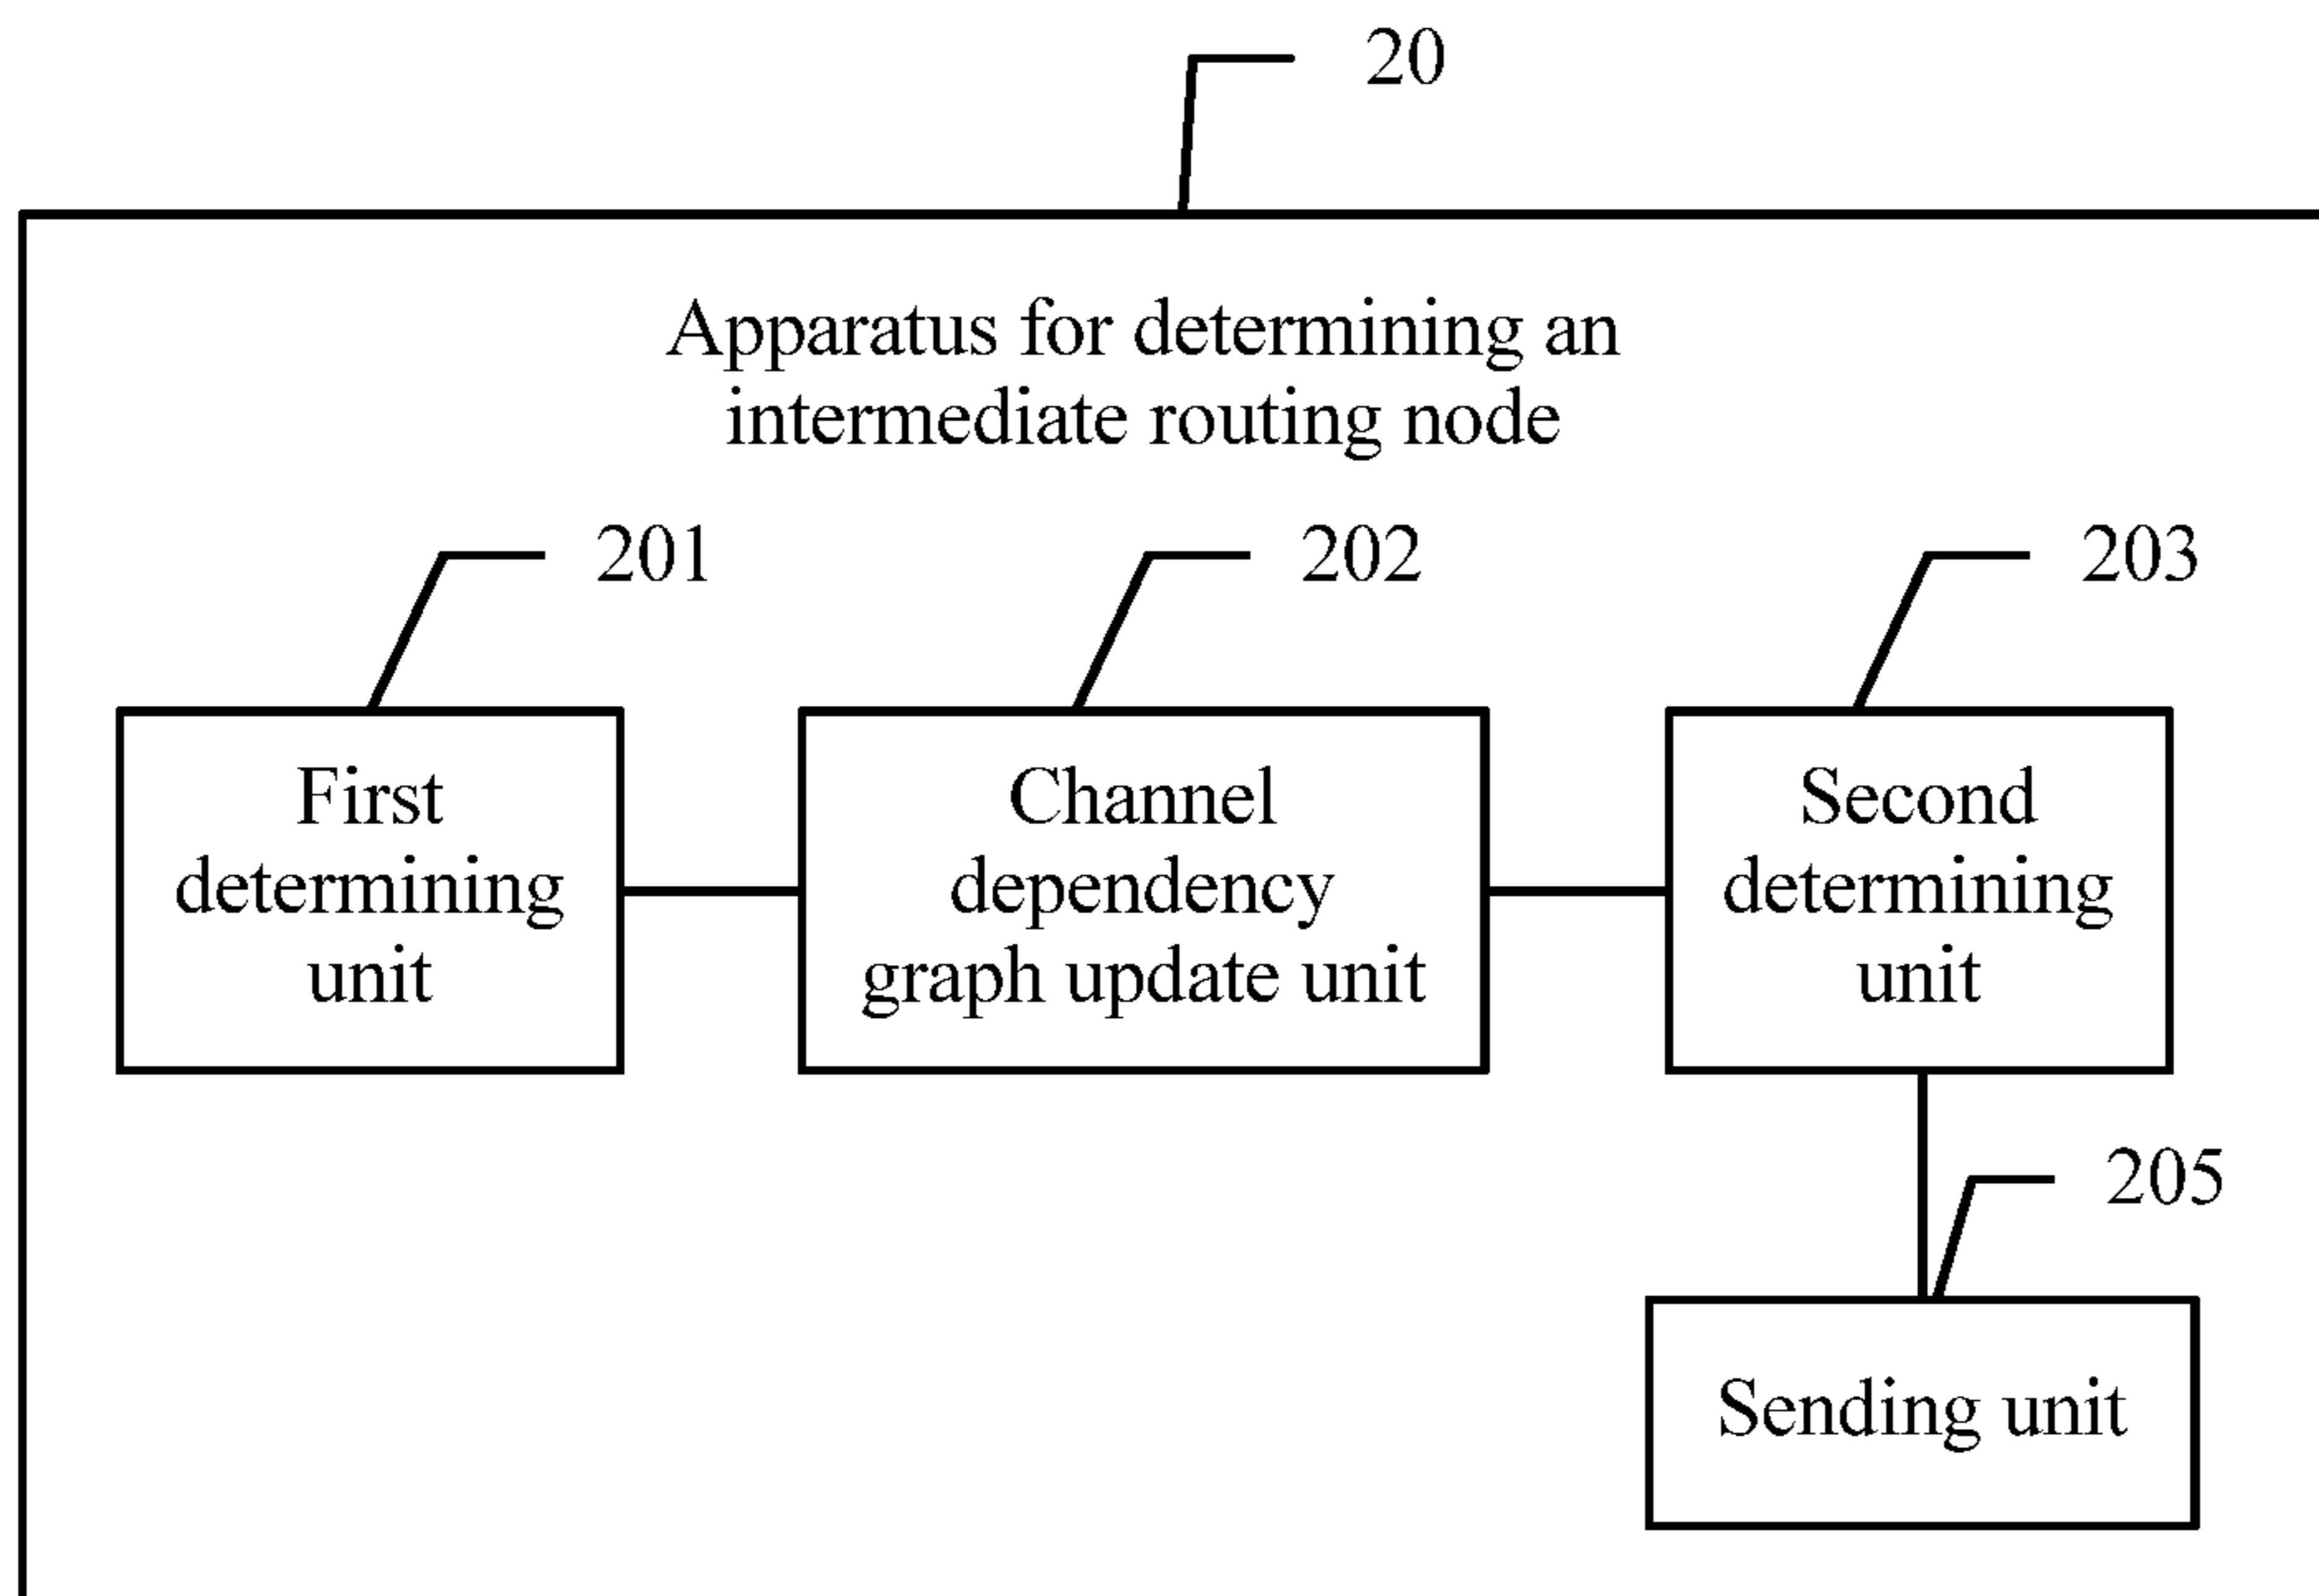 20
Apparatus for determining an
intermediate routing node
201
202
203
First
determining
unit
Channel
dependency
graph update unit
Second
determining
unit
205
Sending unit